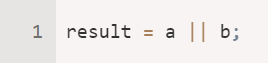 1 result = a || b;